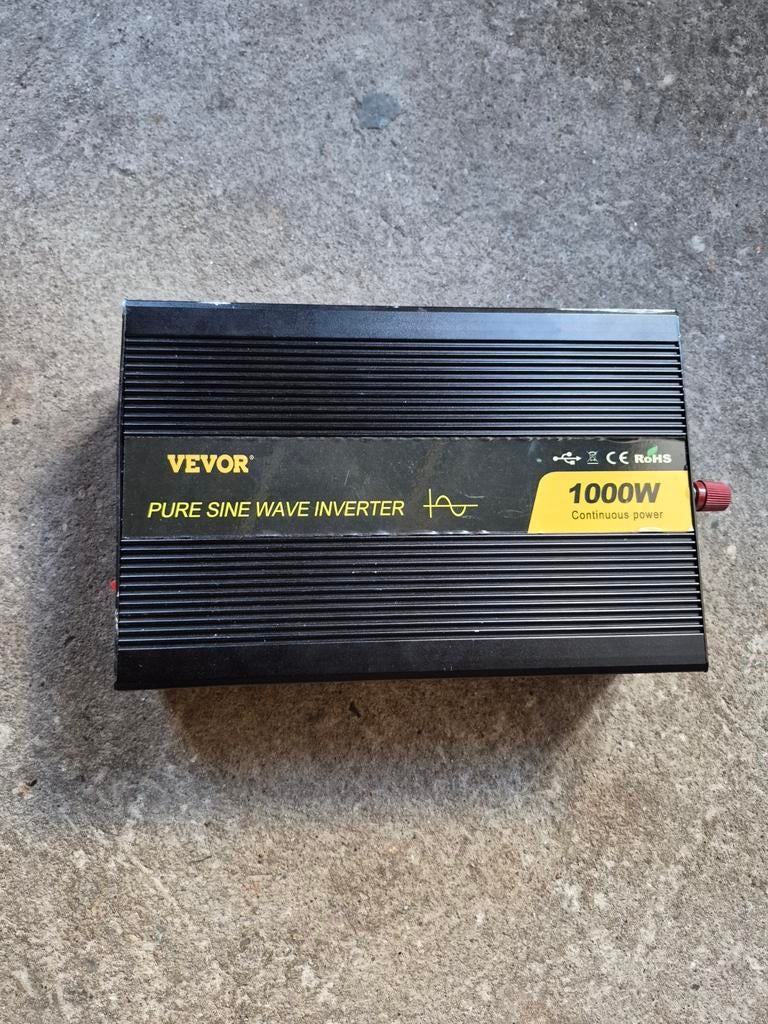 VEVOR®
CE RoHS
PURE SINE WAVE INVERTER
1000W
Continuous power